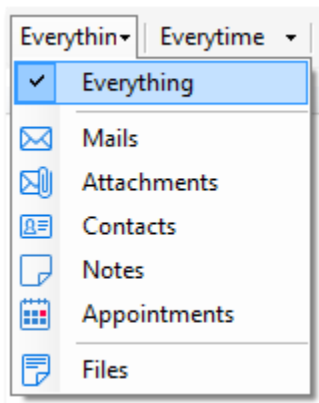 Everythin Everytime
Everything
Mails
Attachments
Contacts
Notes
Appointments
Files